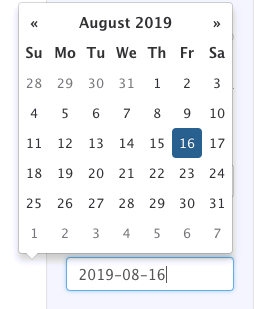 « August 2019 »
Su Mo Tu We Th Fr Sa
28 29 30 31 1 2 3
4 5 6 7 8 9 10
11 12 13 14 15 16 17
18 19 20 21 22 23 24
25 26 27 28 29 30 31
1 2 3 4 5 6 7
2019-08-16